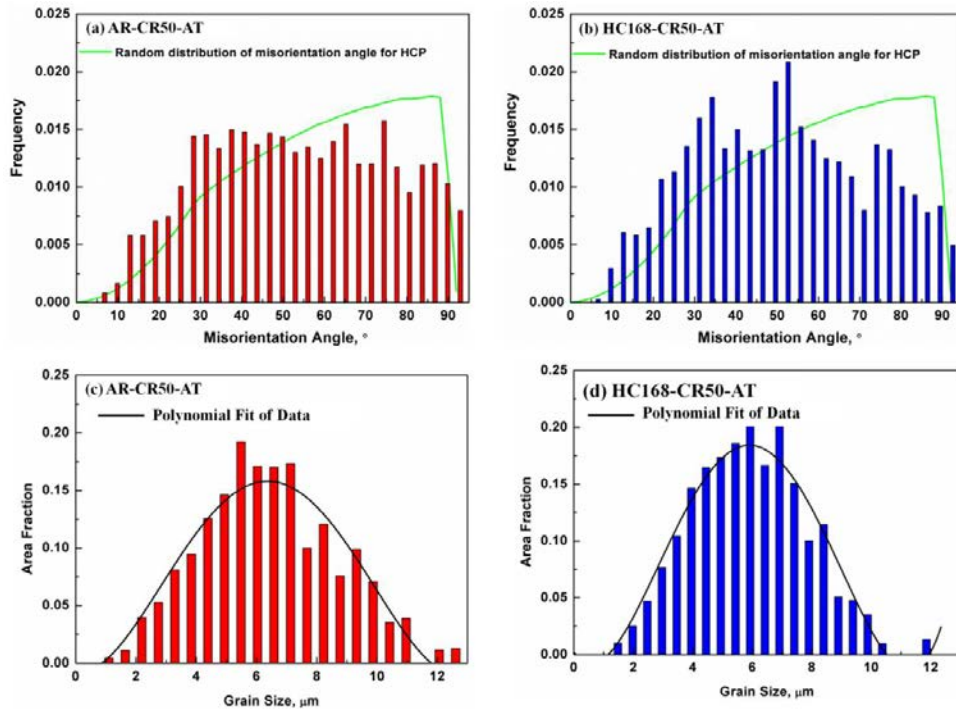 (a) AR-CR50-AT
Random distribution of misorientation angle for HCP
0.025
0.020
0.015
0.010
0.005
0.000
Frequency
0 10 20 30 40 50 60 70 80 90
Misorientation Angle, °
(b) HC168-CR50-AT
Random distribution of misorientation angle for HCP
0.025
0.020
0.015
0.010
0.005
0.000
Frequency
0 10 20 30 40 50 60 70 80 90
Misorientation Angle, °
(c) AR-CR50-AT
Polynomial Fit of Data
0.25
0.20
0.15
0.10
0.05
0.00
Area Fraction
0 2 4 6 8 10 12
Grain Size, μm
(d) HC168-CR50-AT
Polynomial Fit of Data
0.25
0.20
0.15
0.10
0.05
0.00
Area Fraction
0 2 4 6 8 10 12
Grain Size, μm